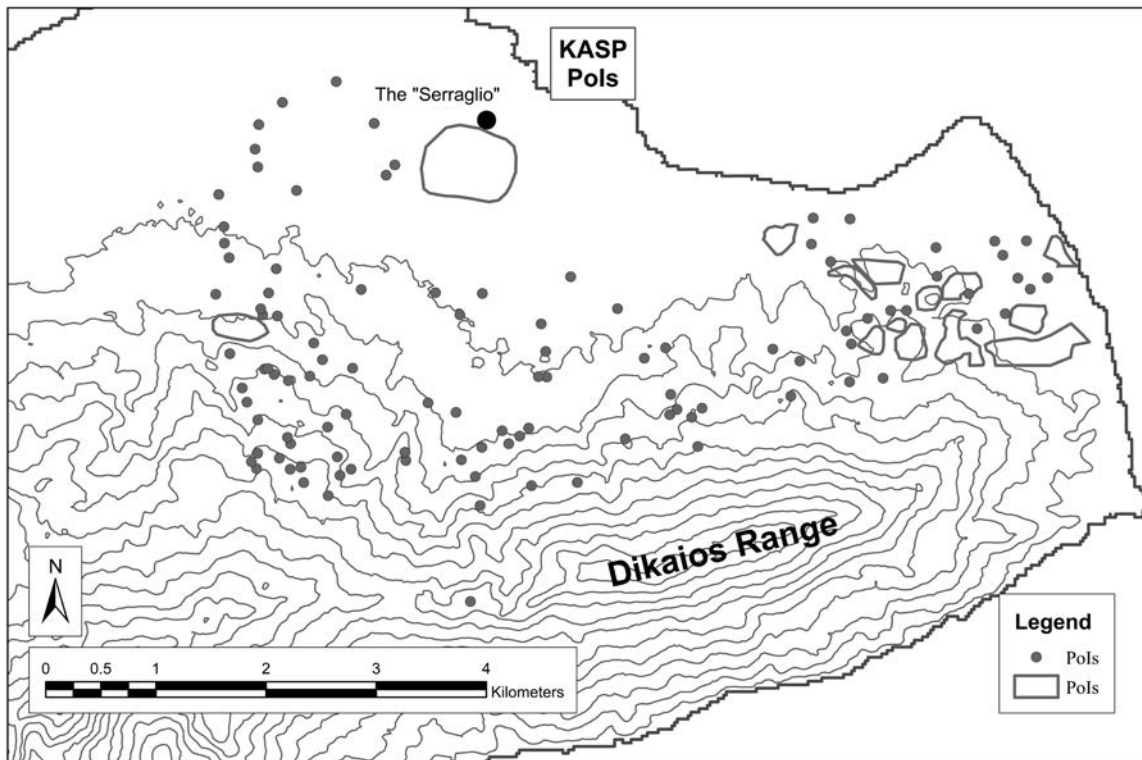 KASP
PoIs
The "Serraglio"
Dikaios Range
N
0 0.5 1 2 3 4
Kilometers
Legend
PoIs
PoIs